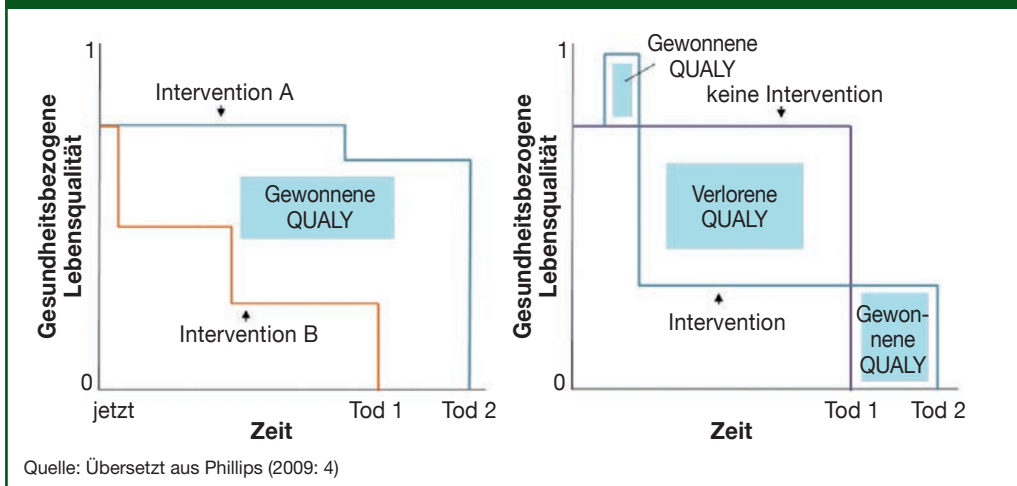 1
Gesundheitsbezogene
Lebensqualität
Intervention A
Gewonnene
QUALY
Intervention B
0
jetzt
Tod 1
Tod 2
Zeit
1
Gesundheitsbezogene
Lebensqualität
Gewonnene
QUALY
keine Intervention
Verlorene
QUALY
Intervention
Gewon-
nene
QUALY
0
Tod 1
Tod 2
Zeit
Quelle: Übersetzt aus Phillips (2009: 4)